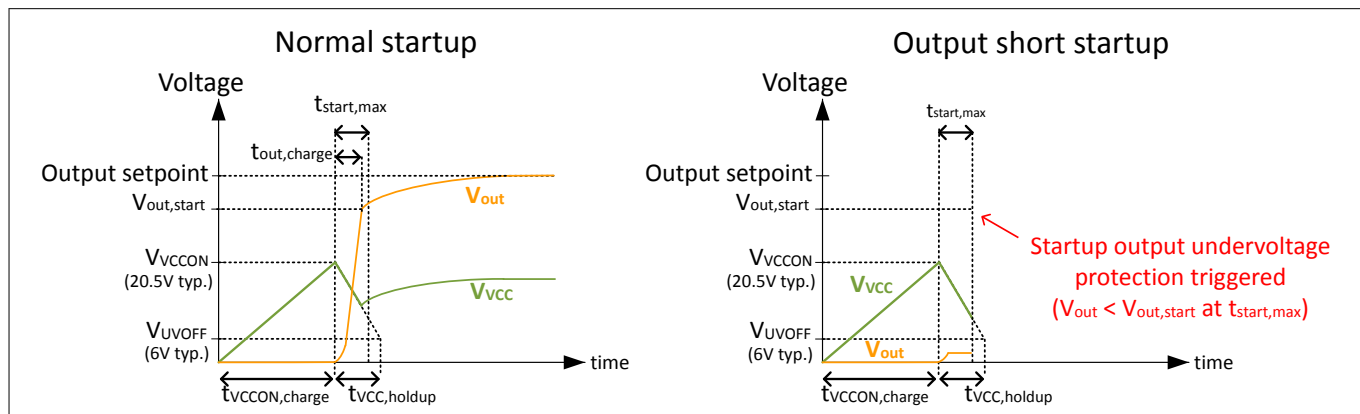 Normal startup
Voltage
tstart,max
tout,charge
Output setpoint
Vout
Vout,start
VVCCON
(20.5V typ.)
VVCC
VUVOFF
(6V typ.)
time
tVCCON,charge
tVCC,holdup
Output short startup
Voltage
tstart,max
Output setpoint
Vout,start
VVCCON
(20.5V typ.)
VVCC
Startup output undervoltage
protection triggered
(Vout < Vout,start at tstart,max)
VUVOFF
(6V typ.)
Vout
time
tVCCON,charge
tVCC,holdup